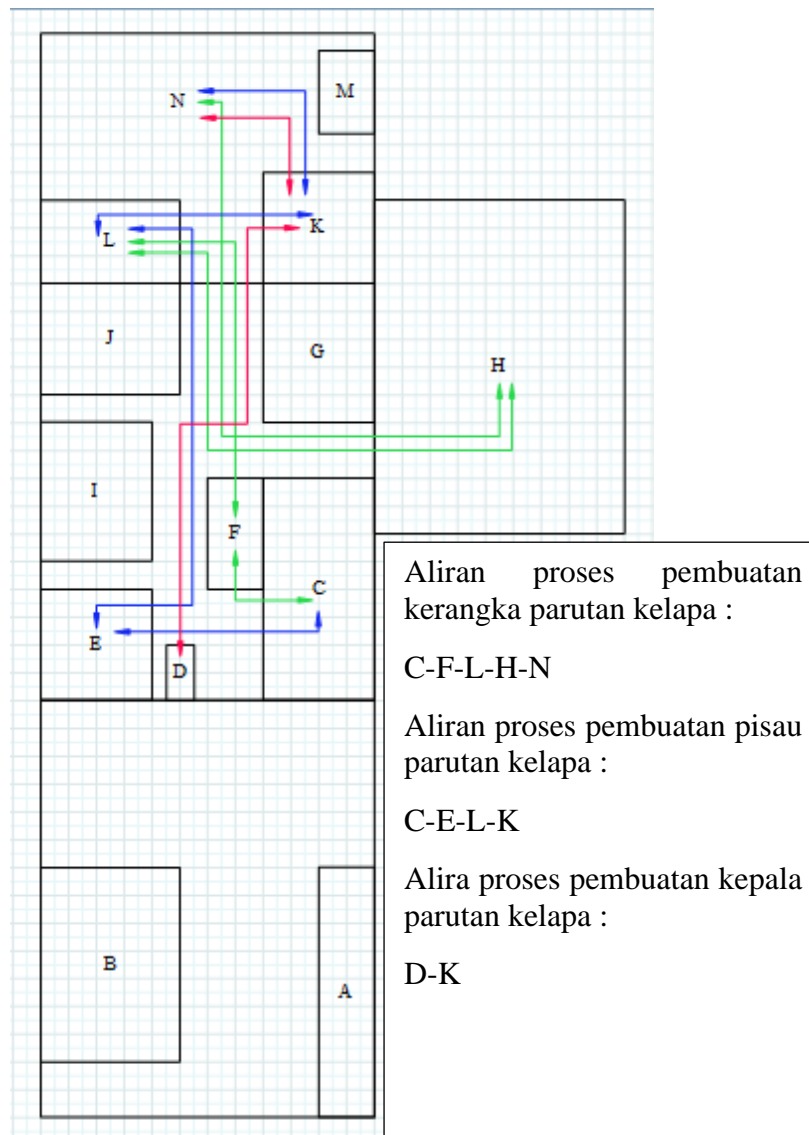 M
N
K
L
J
G
H
I
F
C
E
D
B
A
Aliran proses pembuatan
kerangka parutan kelapa :
C-F-L-H-N
Aliran proses pembuatan pisau
parutan kelapa :
C-E-L-K
Alira proses pembuatan kepala
parutan kelapa :
D-K